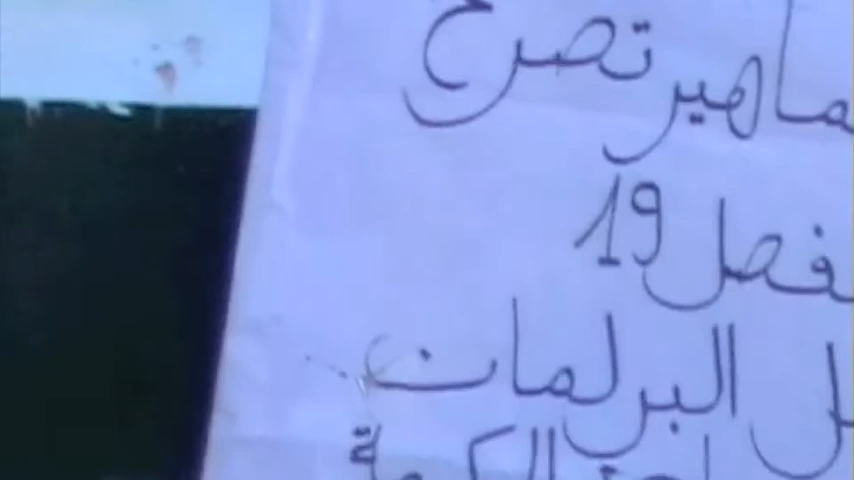 ماهير تصرح
فصل 19
ل البرلمان